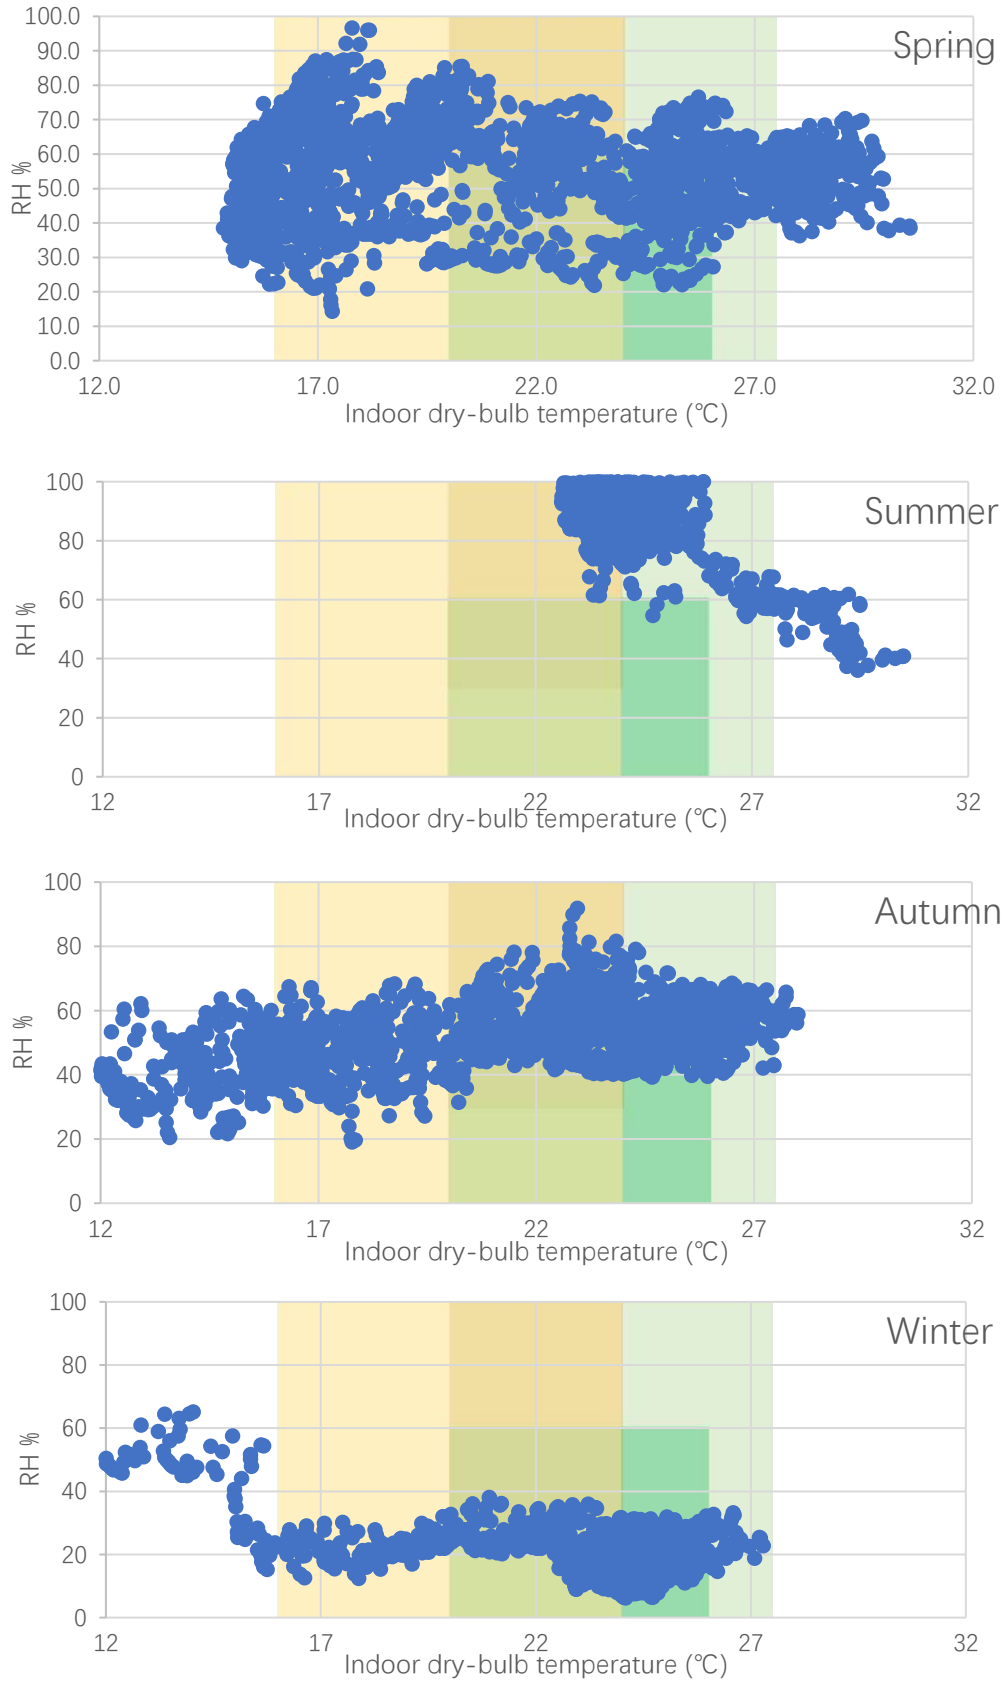 100.0
90.0
80.0
70.0
60.0
50.0
40.0
30.0
20.0
10.0
0.0
RH %
Spring
12.0 17.0 22.0 27.0 32.0
Indoor dry-bulb temperature (℃)
100
80
60
40
20
0
RH %
Summer
12 17 22 27 32
Indoor dry-bulb temperature (℃)
100
80
60
40
20
0
RH %
Autumn
12 17 22 27 32
Indoor dry-bulb temperature (℃)
100
80
60
40
20
0
RH %
Winter
12 17 22 27 32
Indoor dry-bulb temperature (℃)